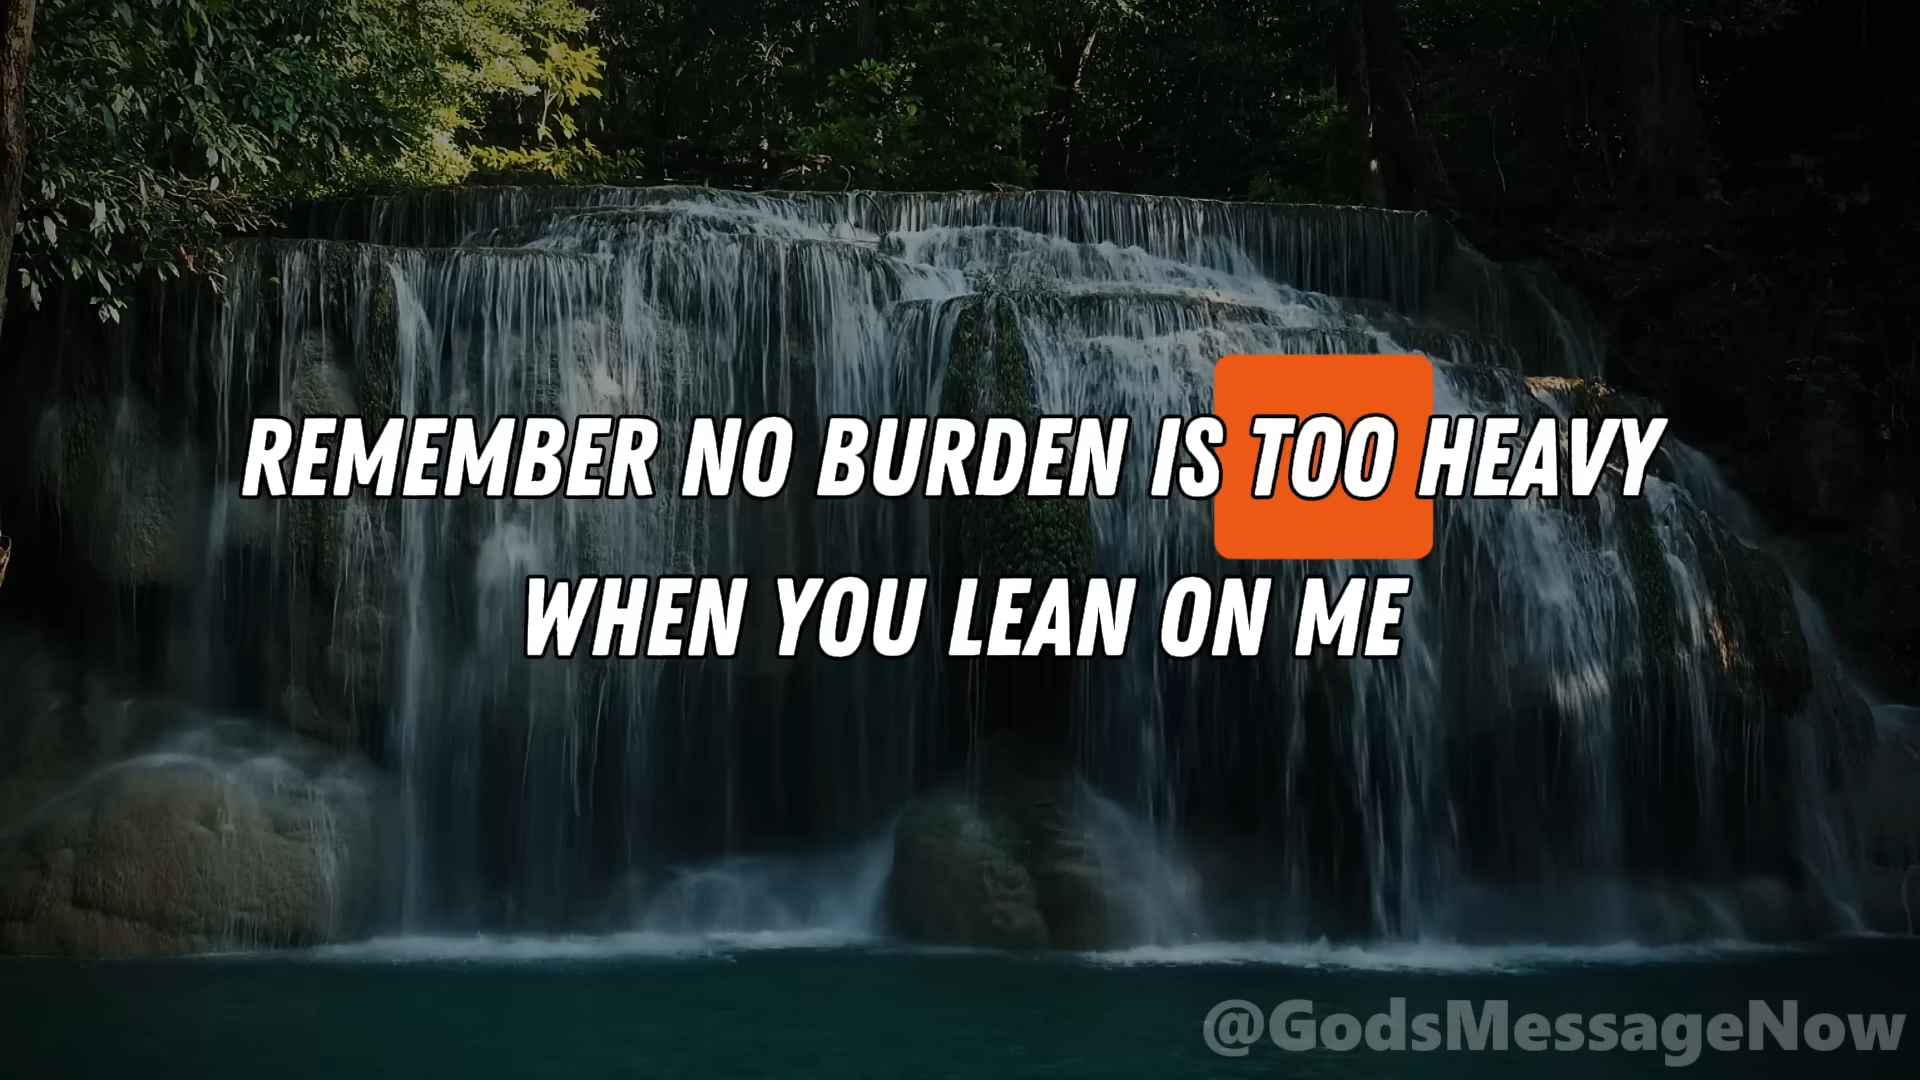 REMEMBER NO BURDEN IS TOO HEAVY
WHEN YOU LEAN ON ME
@GodsMessageNow